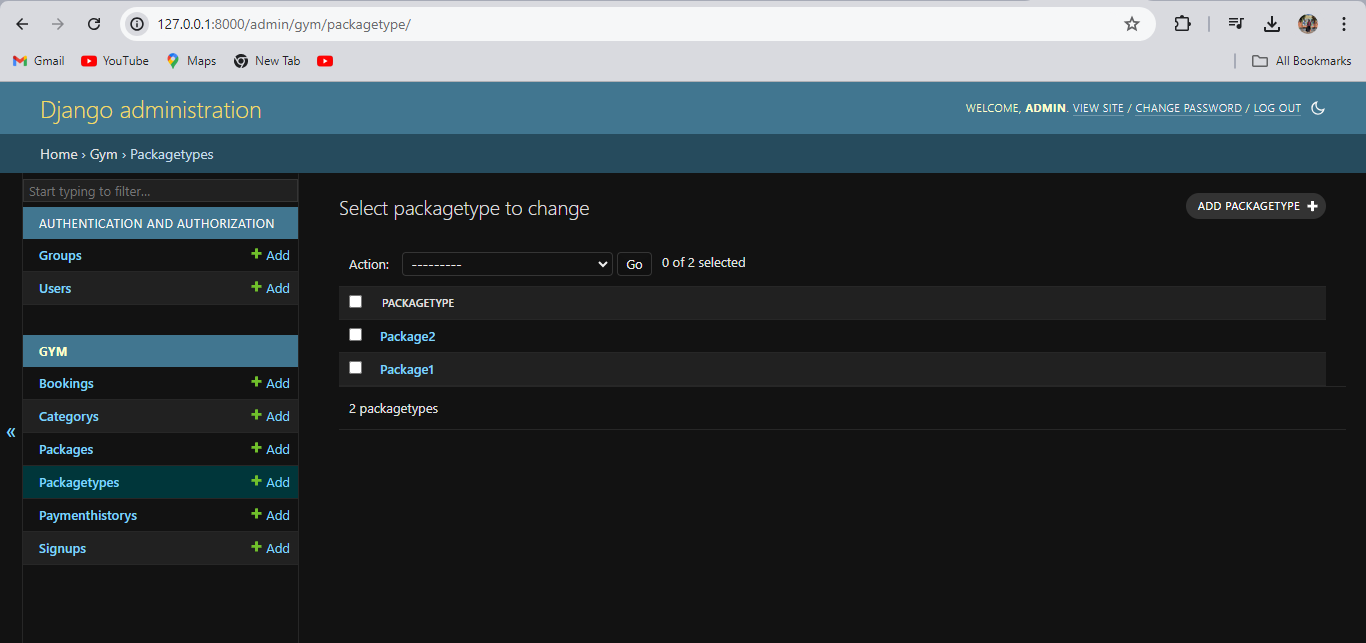 127.0.0.1:8000/admin/gym/packagetype/
Gmail YouTube Maps New Tab All Bookmarks
Django administration
WELCOME, ADMIN. VIEW SITE / CHANGE PASSWORD / LOG OUT
Home › Gym › Packagetypes
Start typing to filter...
AUTHENTICATION AND AUTHORIZATION
Groups + Add
Users + Add
GYM
Bookings + Add
Categorys + Add
Packages + Add
Packagetypes + Add
Paymenthistorys + Add
Signups + Add
«
Select packagetype to change
ADD PACKAGETYPE +
Action: --------- Go 0 of 2 selected
PACKAGETYPE
Package2
Package1
2 packagetypes